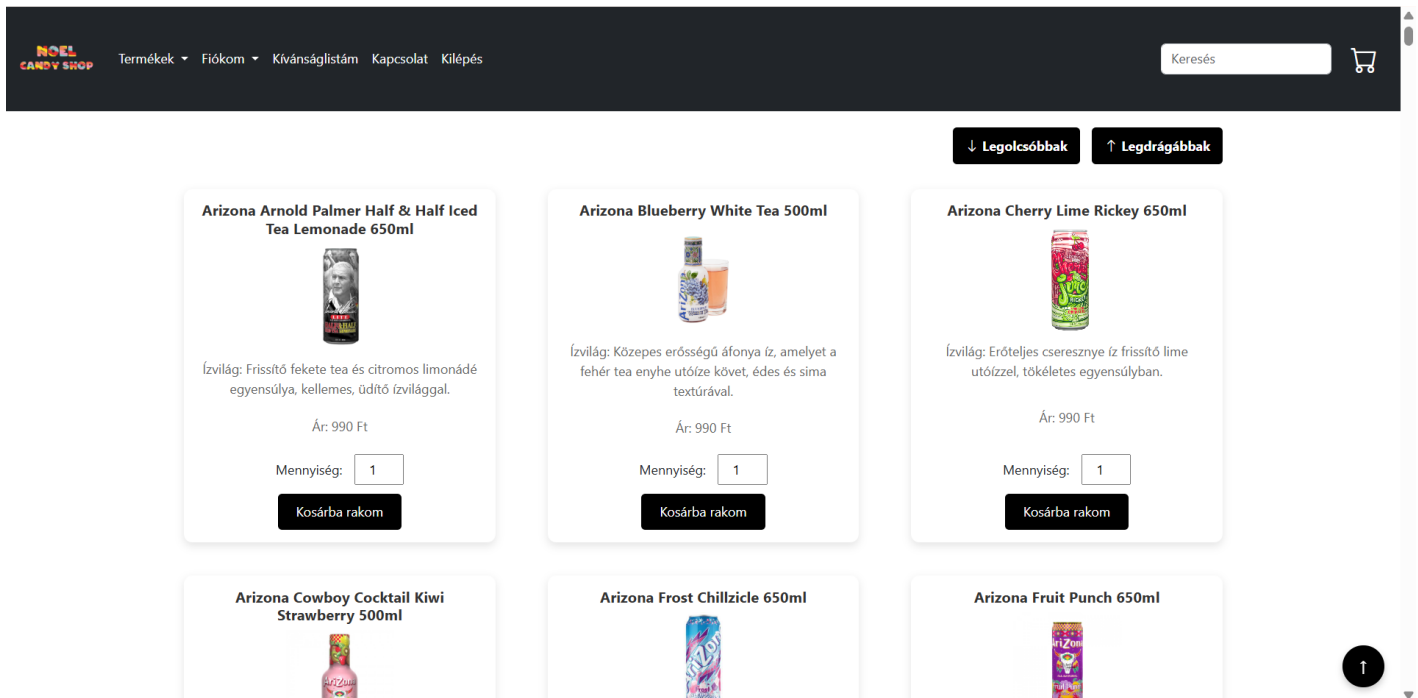 NOEL
CANDY SHOP
Termékek
Fiókom
Kívánságlistám
Kapcsolat
Kilépés
Keresés
↓ Legolcsóbbak
↑ Legdrágábbak
Arizona Arnold Palmer Half & Half Iced
Tea Lemonade 650ml
Ízvilág: Frissítő fekete tea és citromos limonádé
egyensúlya, kellemes, üdítő ízvilággal.
Ár: 990 Ft
Mennyiség: 1
Kosárba rakom
Arizona Blueberry White Tea 500ml
AriZona
Ízvilág: Közepes erősségű áfonya íz, amelyet a
fehér tea enyhe utóíze követ, édes és sima
textúrával.
Ár: 990 Ft
Mennyiség: 1
Kosárba rakom
Arizona Cherry Lime Rickey 650ml
Ízvilág: Erőteljes cseresznye íz frissítő lime
utóízzel, tökéletes egyensúlyban.
Ár: 990 Ft
Mennyiség: 1
Kosárba rakom
Arizona Cowboy Cocktail Kiwi
Strawberry 500ml
AriZona
Arizona Frost Chillzicle 650ml
AriZona
Arizona Fruit Punch 650ml
AriZona
↑